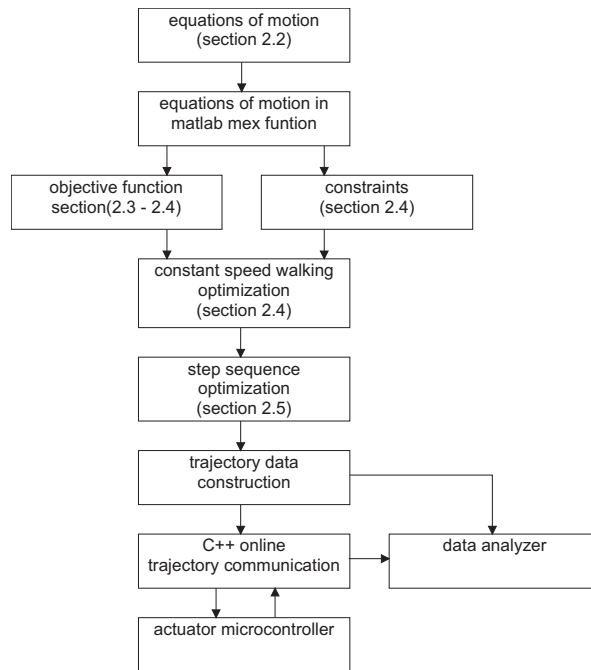 equations of motion
(section 2.2)
equations of motion in
matlab mex funtion
objective function
section(2.3 - 2.4)
constraints
(section 2.4)
constant speed walking
optimization
(section 2.4)
step sequence
optimization
(section 2.5)
trajectory data
construction
C++ online
trajectory communication
data analyzer
actuator microcontroller